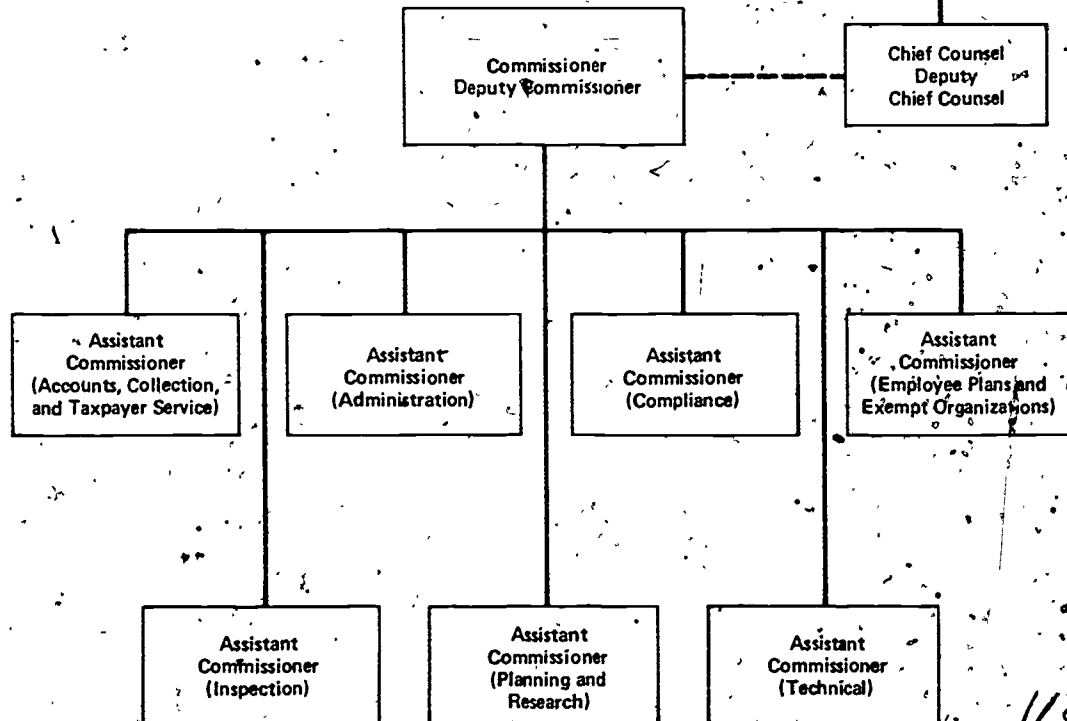 Commissioner
Deputy Commissioner
Chief Counsel
Deputy
Chief Counsel
Assistant
Commissioner
(Accounts, Collection,
and Taxpayer Service)
Assistant
Commissioner
(Administration)
Assistant
Commissioner
(Compliance)
Assistant
Commissioner
(Employee Plans and
Exempt Organizations)
Assistant
Commissioner
(Inspection)
Assistant
Commissioner
(Planning and
Research)
Assistant
Commissioner
(Technical)